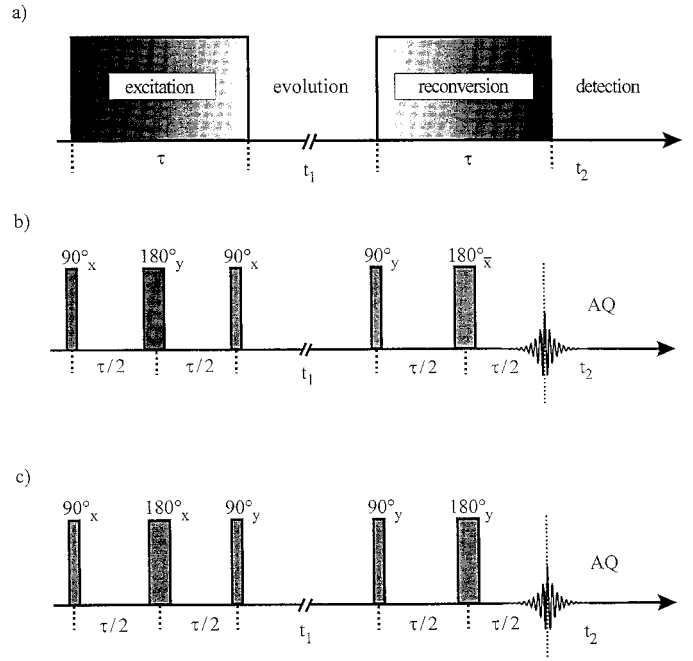 a)
excitation evolution reconversion detection
τ t₁ τ t₂
b)
90°ₓ 180°y 90°ₓ 90°y 180°x̄
AQ
τ/2 τ/2 t₁ τ/2 τ/2 t₂
c)
90°ₓ 180°ₓ 90°y 90°y 180°y
AQ
τ/2 τ/2 t₁ τ/2 τ/2 t₂